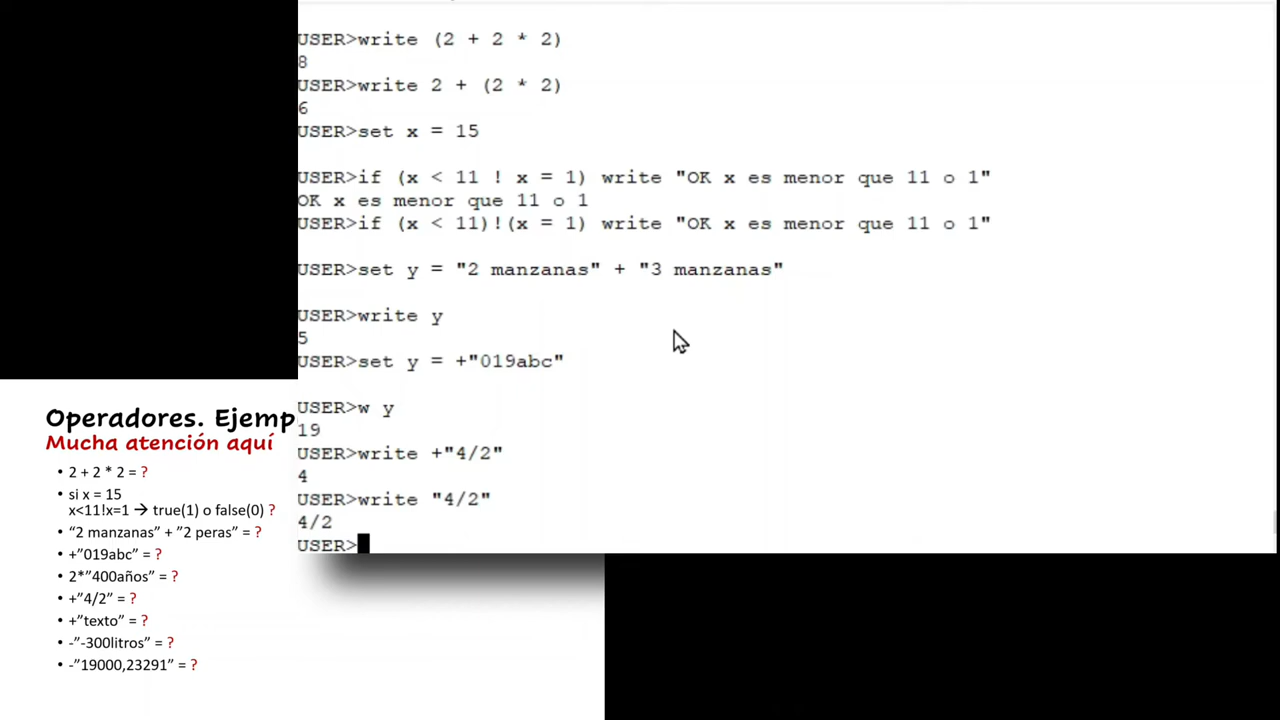 USER>write (2 + 2 * 2)
8
USER>write 2 + (2 * 2)
6
USER>set x = 15
USER>if (x < 11 ! x = 1) write "OK x es menor que 11 o 1"
OK x es menor que 11 o 1
USER>if (x < 11)!(x = 1) write "OK x es menor que 11 o 1"
USER>set y = "2 manzanas" + "3 manzanas"
USER>write y
5
USER>set y = +"019abc"
USER>w y
19
USER>write +"4/2"
4
USER>write "4/2"
4/2
USER>
Operadores. Ejemp
Mucha atención aquí
• 2 + 2 * 2 = ?
• si x = 15
x<11!x=1 → true(1) o false(0) ?
• “2 manzanas” + ”2 peras” = ?
• +”019abc” = ?
• 2*”400años” = ?
• +”4/2” = ?
• +”texto” = ?
• -”-300litros” = ?
• -”19000,23291” = ?